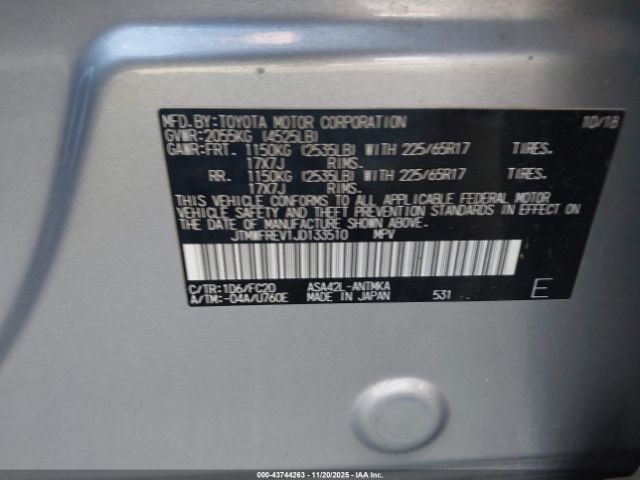 MFD. BY: TOYOTA MOTOR CORPORATION 10/18
GVWR: 2055KG (4525LB)
GAWR: FRT. 1150KG (2535LB) WITH 225/65R17 TIRES.
17X7J RIMS.
RR. 1150KG (2535LB) WITH 225/65R17 TIRES.
17X7J RIMS.
THIS VEHICLE CONFORMS TO ALL APPLICABLE FEDERAL MOTOR
VEHICLE SAFETY AND THEFT PREVENTION STANDARDS IN EFFECT ON
THE DATE OF MANUFACTURE SHOWN ABOVE.
JTMWFREV1JD133510 MPV
C/TR: 1D6/FC20 ASA42L-ANTMKA
A/TM: -04A/U760E MADE IN JAPAN 531 E
000-43744263 - 11/20/2025 - IAA Inc.